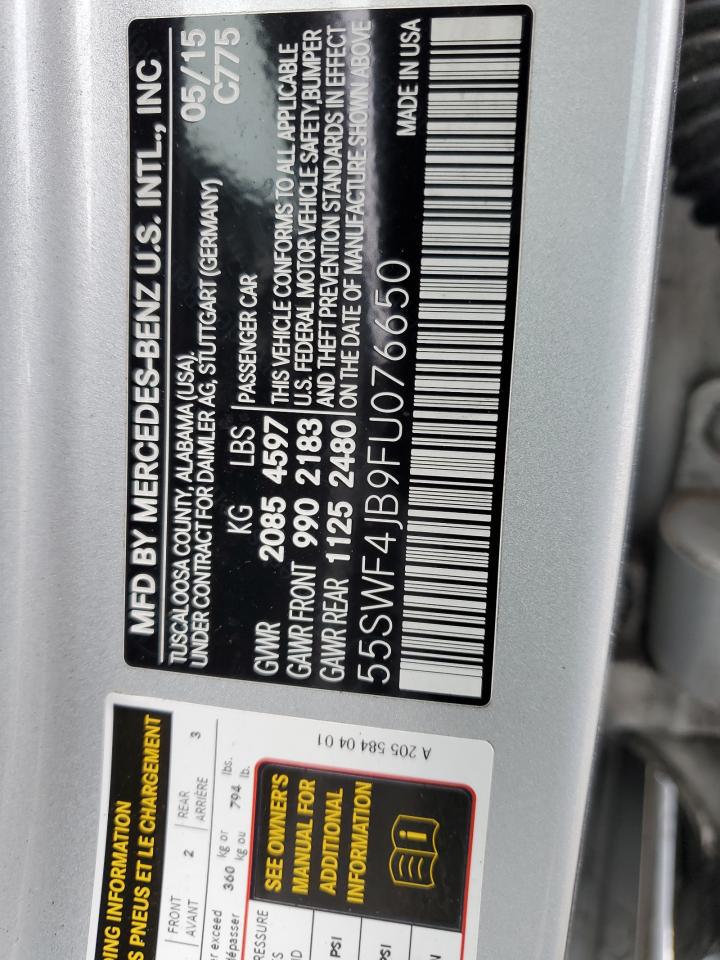 MFD BY MERCEDES-BENZ U.S. INTL., INC
TUSCALOOSA COUNTY, ALABAMA (USA), 05/15
UNDER CONTRACT FOR DAIMLER AG, STUTTGART (GERMANY) C775
KG LBS PASSENGER CAR
GVWR 2085 4597 THIS VEHICLE CONFORMS TO ALL APPLICABLE
GAWR FRONT 990 2183 U.S. FEDERAL MOTOR VEHICLE SAFETY,BUMPER
GAWR REAR 1125 2480 AND THEFT PREVENTION STANDARDS IN EFFECT
ON THE DATE OF MANUFACTURE SHOWN ABOVE
55SWF4JB9FU076650 MADE IN USA
INFORMATION
PNEUS ET LE CHARGEMENT
FRONT 2 REAR 3
AVANT ARRIÈRE
exceed 360 kg or 794 lbs.
kg ou lb.
SEE OWNER'S
MANUAL FOR
ADDITIONAL
INFORMATION
PSI
PSI
A 205 584 04 01